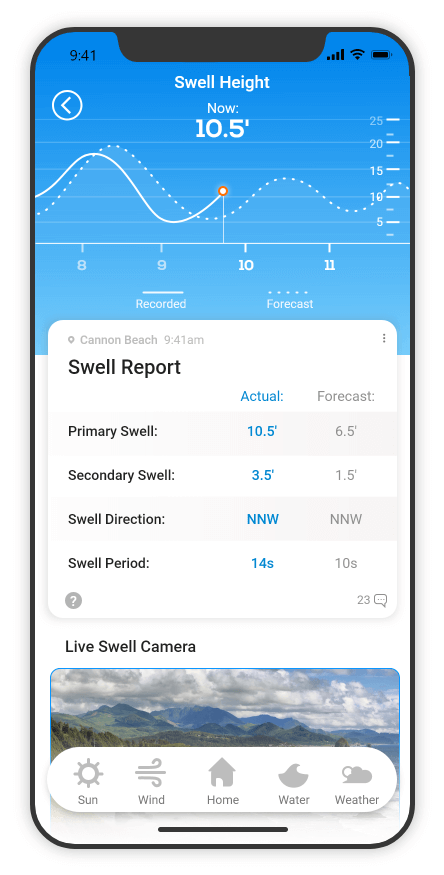 9:41
Swell Height
Now:
10.5'
25
20
15
10
5
8 9 10 11
Recorded Forecast
Cannon Beach 9:41am
Swell Report
Actual: Forecast:
Primary Swell: 10.5' 6.5'
Secondary Swell: 3.5' 1.5'
Swell Direction: NNW NNW
Swell Period: 14s 10s
? 23
Live Swell Camera
Sun Wind Home Water Weather